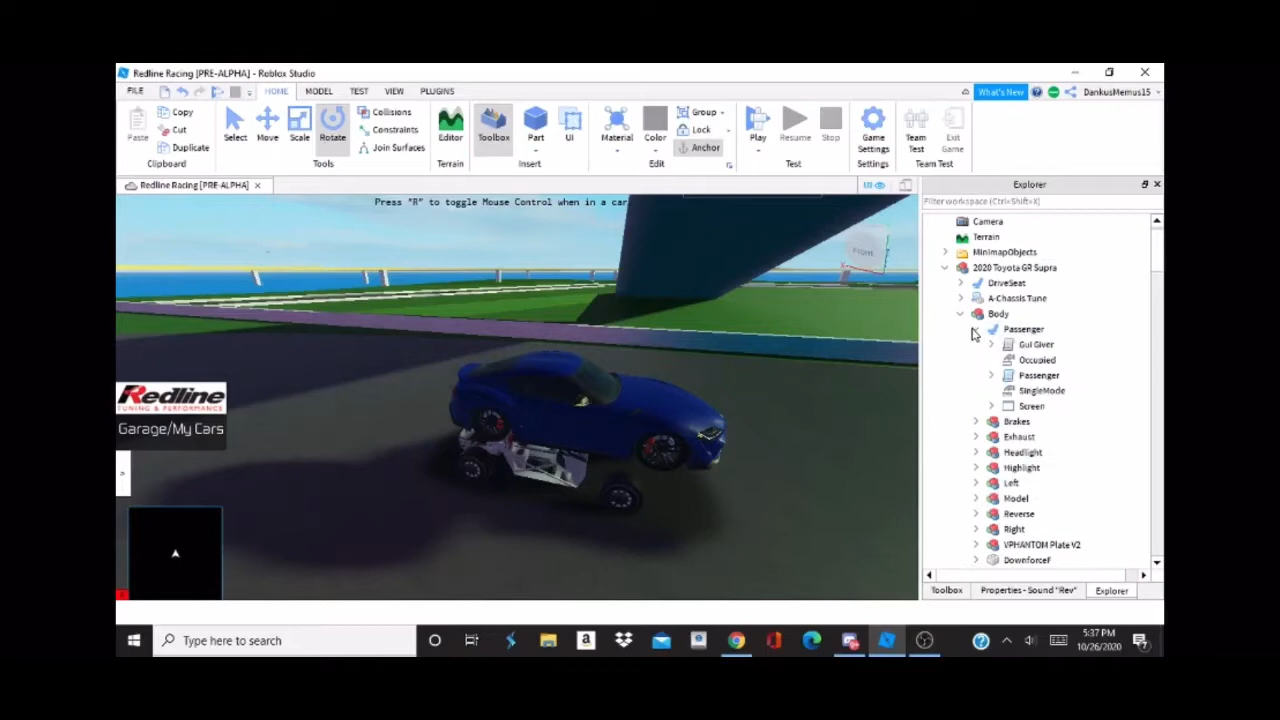 Redline Racing [PRE-ALPHA] - Roblox Studio
FILE
HOME
MODEL
TEST
VIEW
PLUGINS
What's New
DankusMemus15
Paste
Copy
Cut
Duplicate
Clipboard
Select
Move
Scale
Rotate
Tools
Collisions
Constraints
Join Surfaces
Editor
Terrain
Toolbox
Part
UI
Insert
Material
Color
Group
Lock
Anchor
Edit
Play
Resume
Stop
Test
Game Settings
Settings
Team Test
Exit Game
Team Test
Redline Racing [PRE-ALPHA]
UI
Press "R" to toggle Mouse Control when in a car
Front
Redline
TUNING & PERFORMANCE
Garage/My Cars
>
Explorer
Filter workspace (Ctrl+Shift+X)
Camera
Terrain
MinimapObjects
2020 Toyota GR Supra
DriveSeat
A-Chassis Tune
Body
Passenger
Gui Giver
Occupied
Passenger
SingleMode
Screen
Brakes
Exhaust
Headlight
Highlight
Left
Model
Reverse
Right
VPHANTOM Plate V2
DownforceF
Toolbox
Properties - Sound "Rev"
Explorer
Type here to search
5:37 PM
10/26/2020